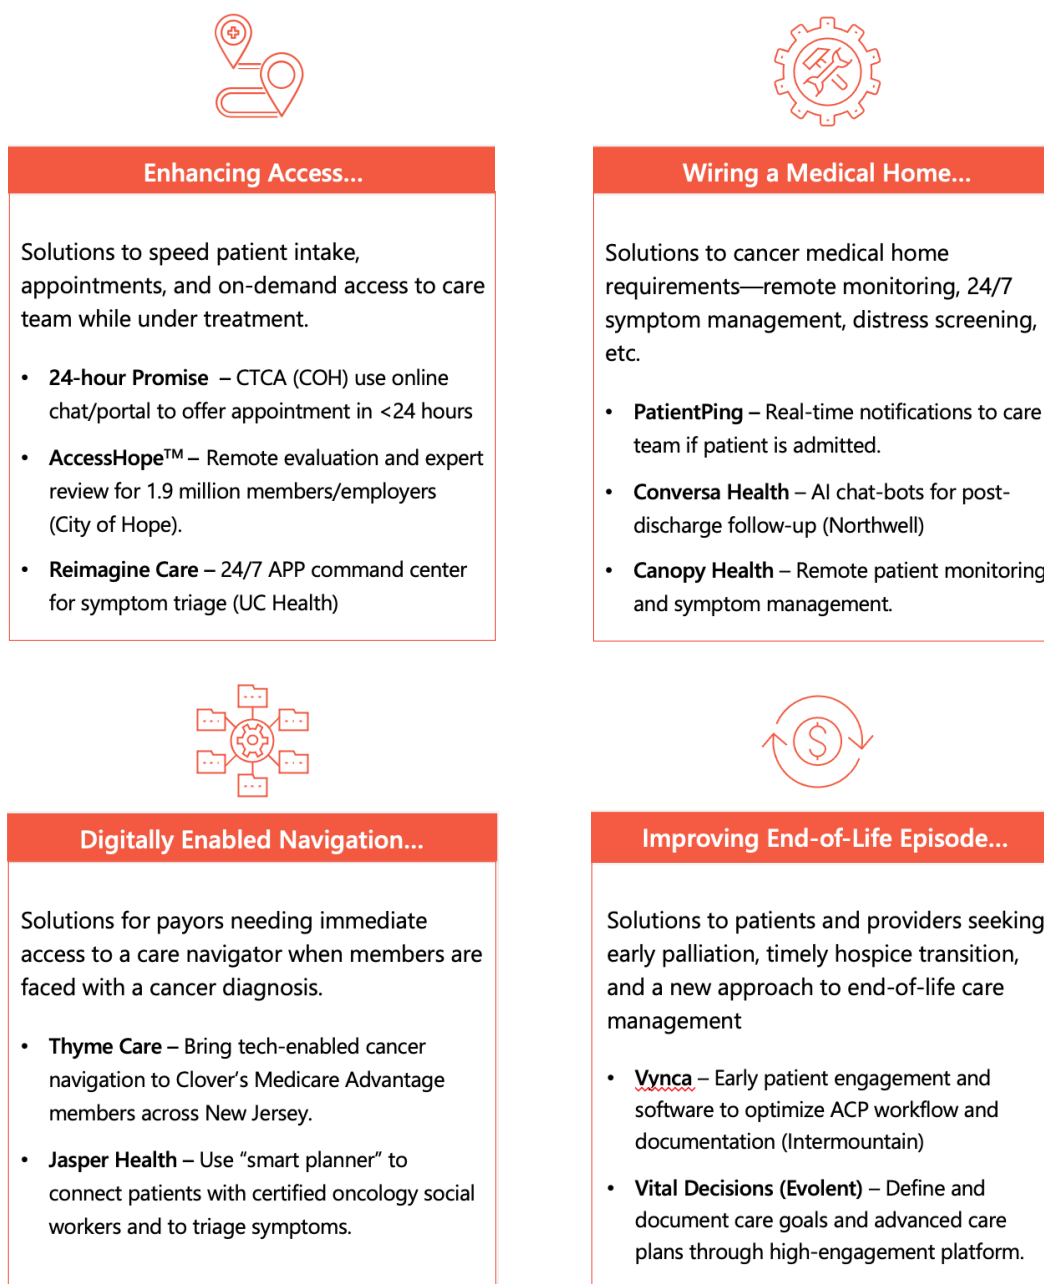 Enhancing Access...
Solutions to speed patient intake,
appointments, and on-demand access to care
team while under treatment.
• 24-hour Promise – CTCA (COH) use online
chat/portal to offer appointment in <24 hours
• AccessHope™ – Remote evaluation and expert
review for 1.9 million members/employers
(City of Hope).
• Reimagine Care – 24/7 APP command center
for symptom triage (UC Health)
Wiring a Medical Home...
Solutions to cancer medical home
requirements—remote monitoring, 24/7
symptom management, distress screening,
etc.
• PatientPing – Real-time notifications to care
team if patient is admitted.
• Conversa Health – AI chat-bots for post-
discharge follow-up (Northwell)
• Canopy Health – Remote patient monitoring
and symptom management.
Digitally Enabled Navigation...
Solutions for payors needing immediate
access to a care navigator when members are
faced with a cancer diagnosis.
• Thyme Care – Bring tech-enabled cancer
navigation to Clover’s Medicare Advantage
members across New Jersey.
• Jasper Health – Use “smart planner” to
connect patients with certified oncology social
workers and to triage symptoms.
$
Improving End-of-Life Episode...
Solutions to patients and providers seeking
early palliation, timely hospice transition,
and a new approach to end-of-life care
management
• Vynca – Early patient engagement and
software to optimize ACP workflow and
documentation (Intermountain)
• Vital Decisions (Evolent) – Define and
document care goals and advanced care
plans through high-engagement platform.